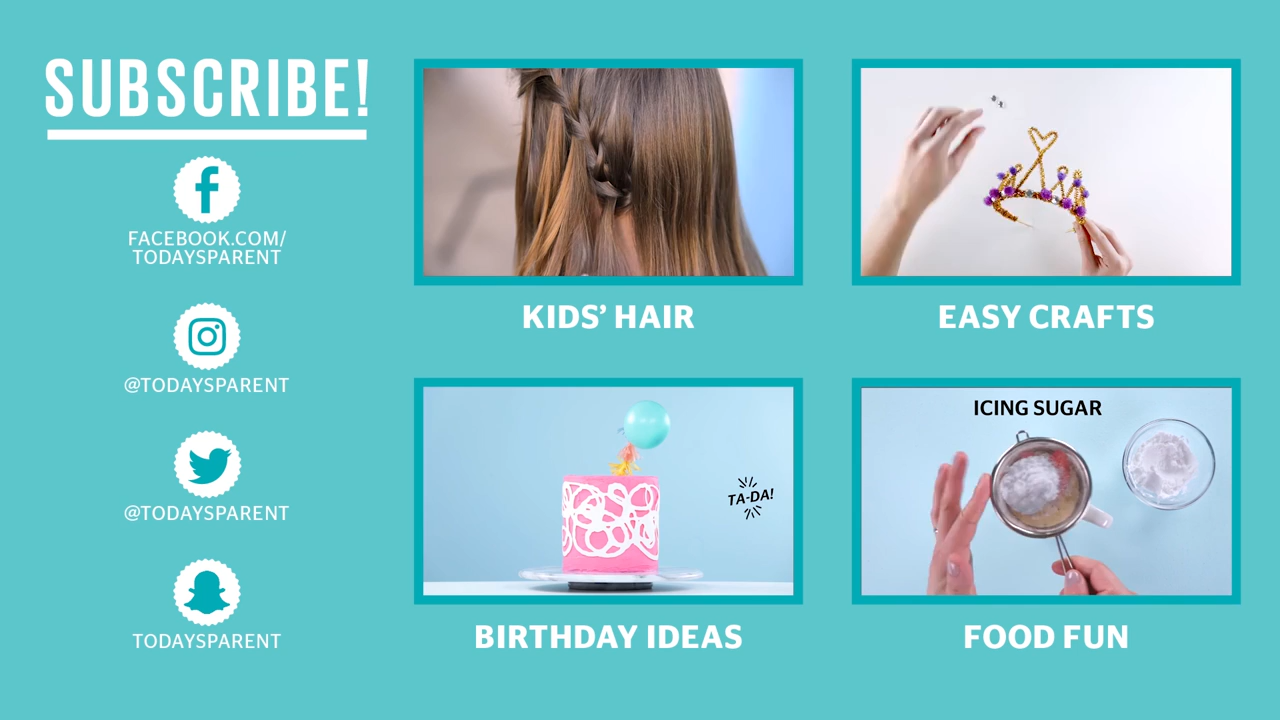 SUBSCRIBE!
FACEBOOK.COM/
TODAYSPARENT
@TODAYSPARENT
@TODAYSPARENT
TODAYSPARENT
KIDS’ HAIR
EASY CRAFTS
TA-DA!
BIRTHDAY IDEAS
ICING SUGAR
FOOD FUN